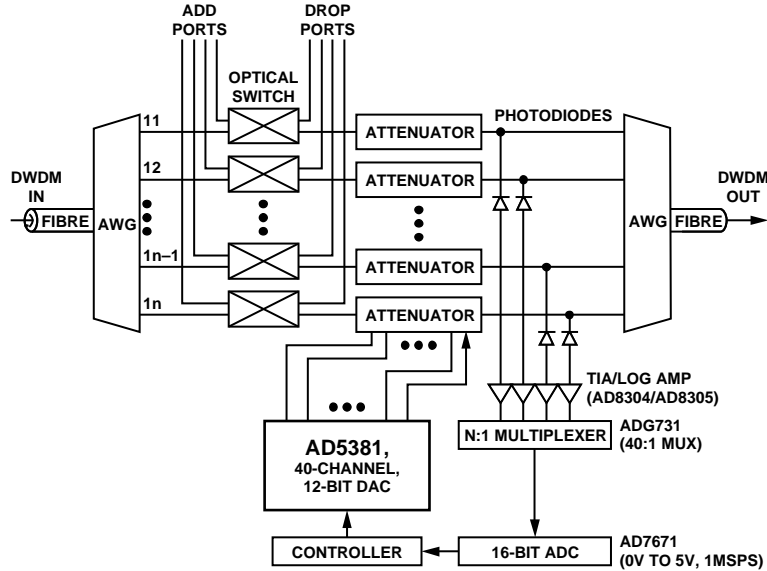 ADD
PORTS
DROP
PORTS
OPTICAL
SWITCH
PHOTODIODES
11
ATTENUATOR
12
ATTENUATOR
DWDM
IN
FIBRE
AWG
DWDM
OUT
AWG
FIBRE
1n–1
ATTENUATOR
1n
ATTENUATOR
TIA/LOG AMP
(AD8304/AD8305)
N:1 MULTIPLEXER
ADG731
(40:1 MUX)
AD5381,
40-CHANNEL,
12-BIT DAC
CONTROLLER
16-BIT ADC
AD7671
(0V TO 5V, 1MSPS)